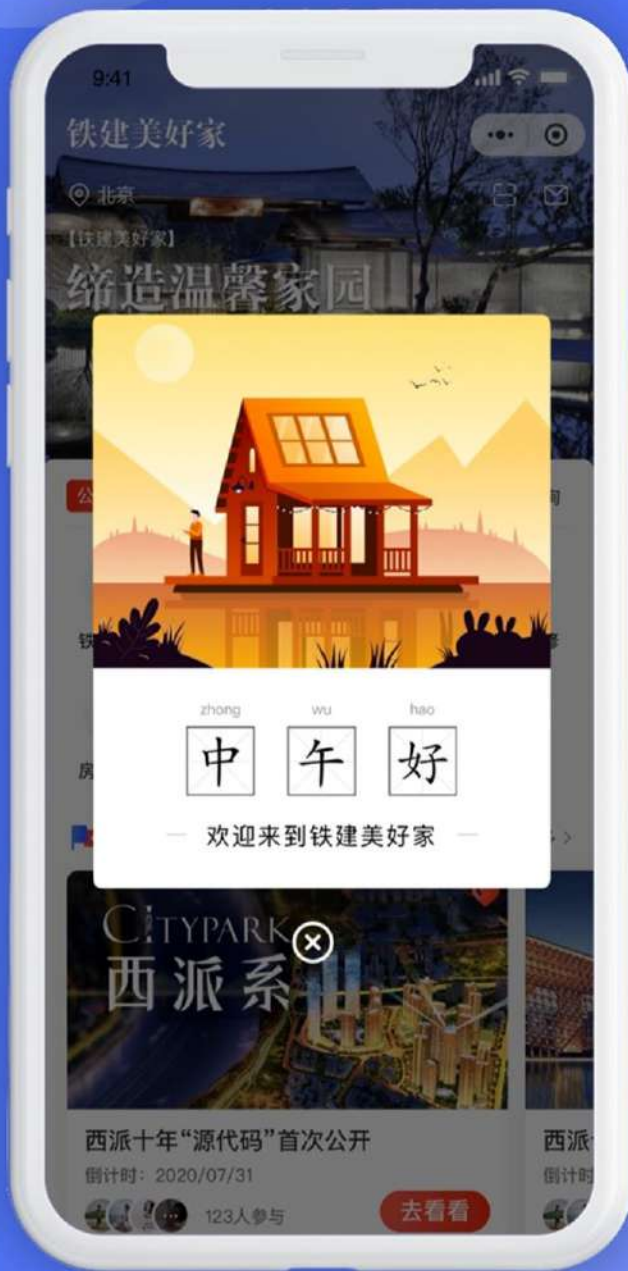 9:41
铁建美好家
北京
【铁建美好家】
缔造温馨家园
zhong wu hao
中 午 好
欢迎来到铁建美好家
CITYPARK
西派系
西派十年“源代码”首次公开
倒计时：2020/07/31
123人参与
去看看
西派
倒计时